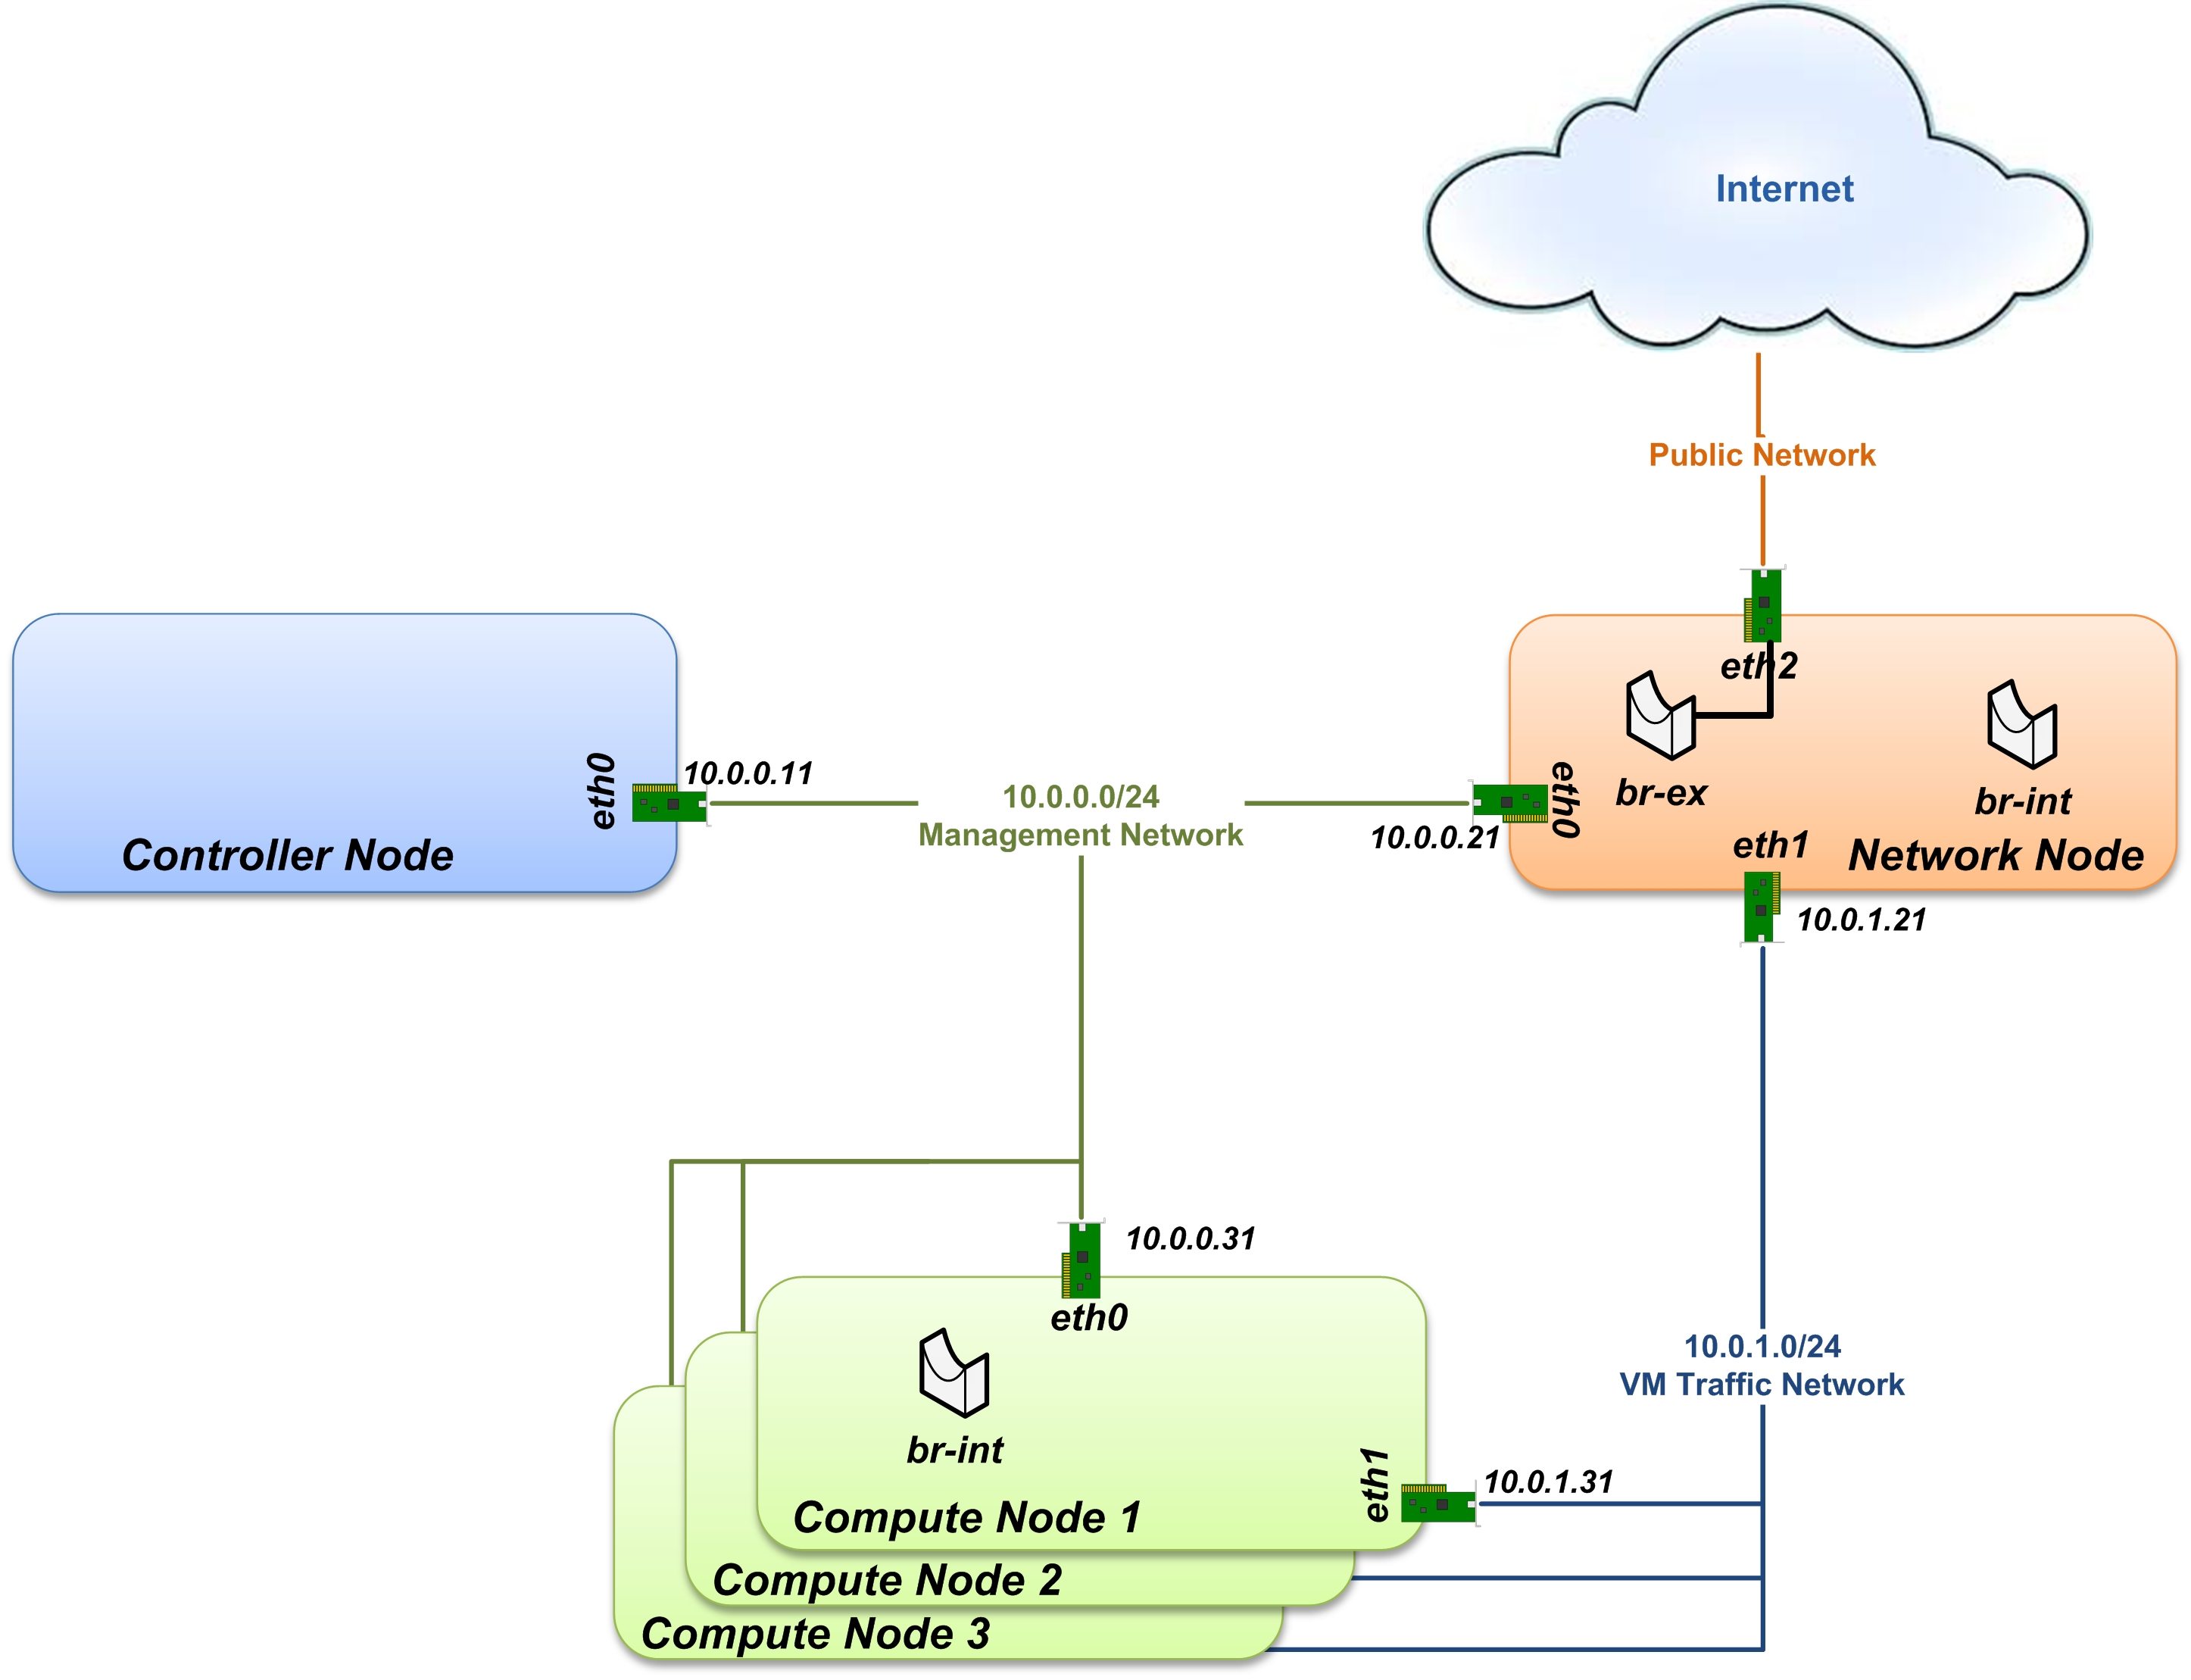 Internet
Public Network
eth2
br-ex
br-int
eth0
10.0.0.11
Controller Node
10.0.0.0/24
Management Network
10.0.0.21
eth0
eth1
Network Node
10.0.1.21
10.0.0.31
eth0
br-int
10.0.1.0/24
VM Traffic Network
eth1
10.0.1.31
Compute Node 1
Compute Node 2
Compute Node 3